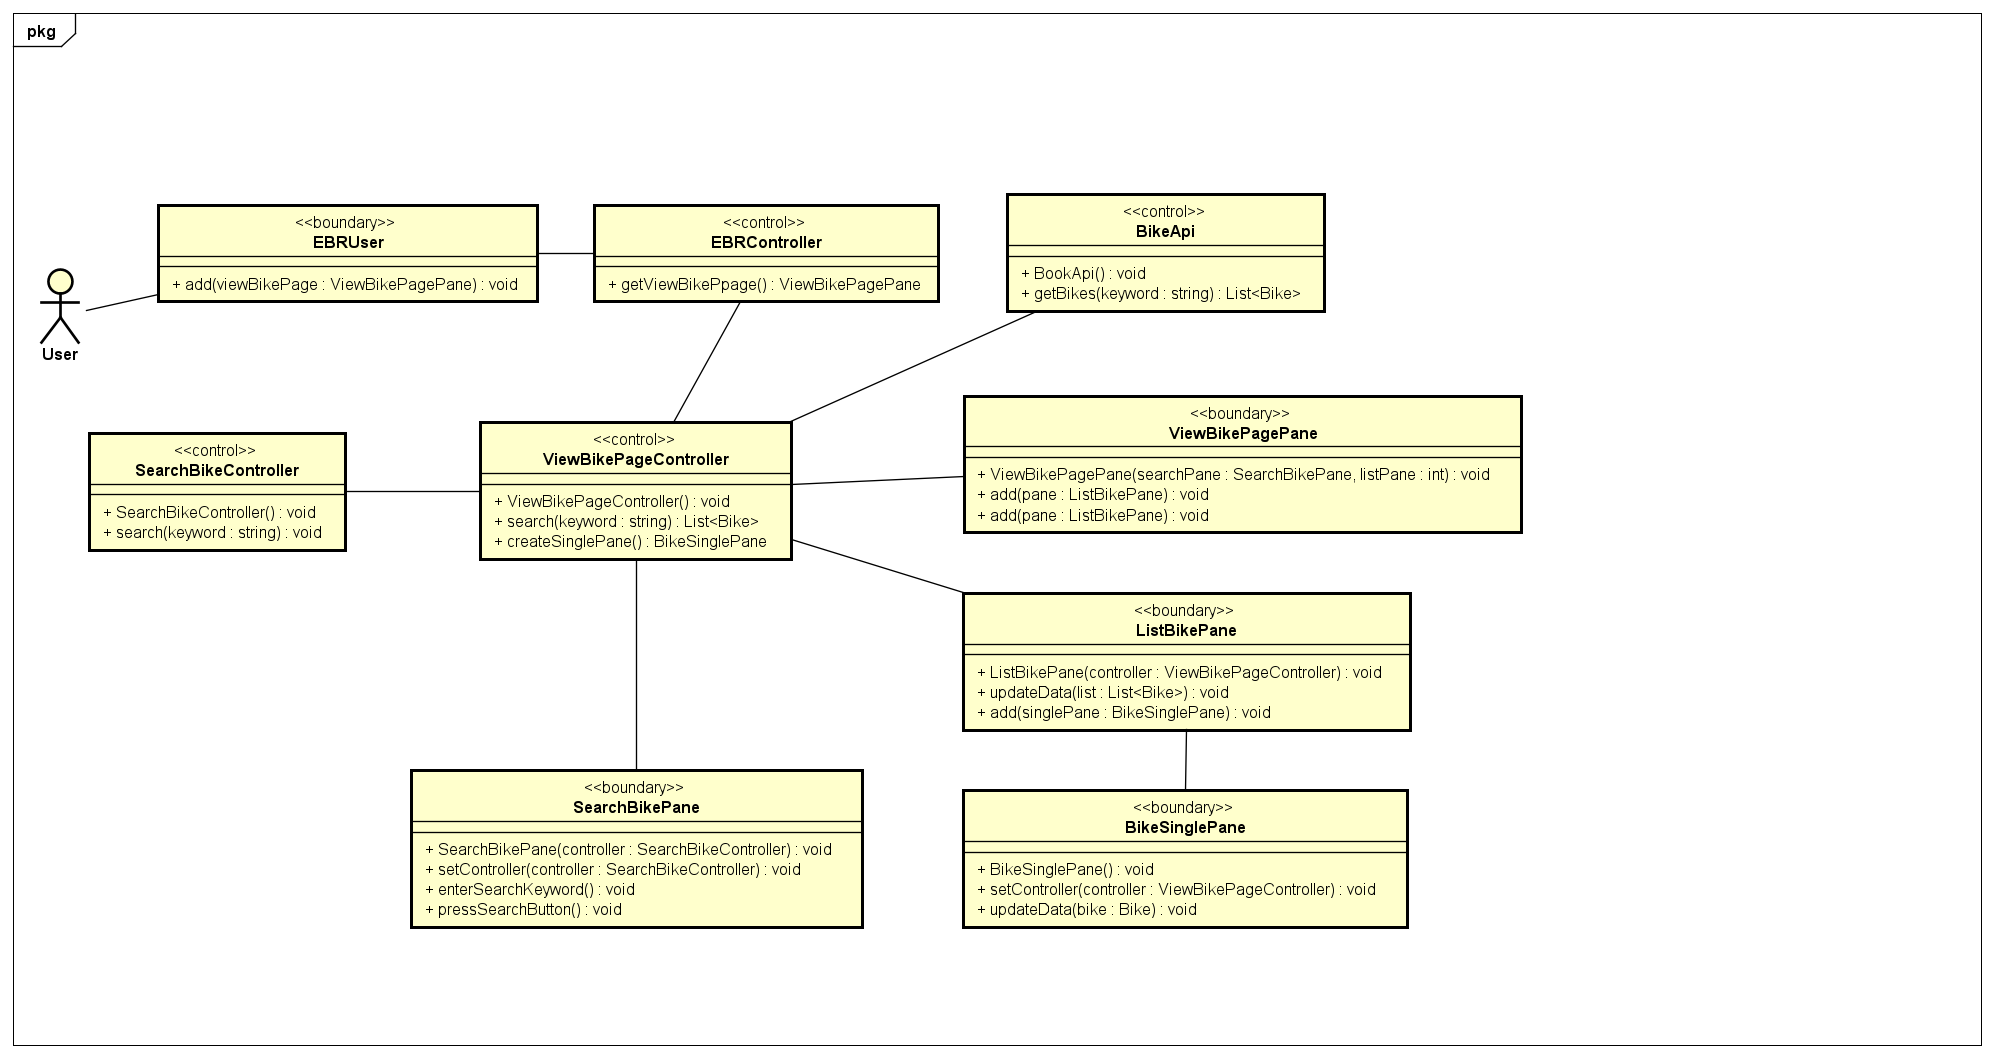 pkg
<<boundary>>
EBRUser
+ add(viewBikePage : ViewBikePagePane) : void
<<control>>
EBRController
+ getViewBikePpage() : ViewBikePagePane
<<control>>
BikeApi
+ BookApi() : void
+ getBikes(keyword : string) : List<Bike>
User
<<control>>
SearchBikeController
+ SearchBikeController() : void
+ search(keyword : string) : void
<<control>>
ViewBikePageController
+ ViewBikePageController() : void
+ search(keyword : string) : List<Bike>
+ createSinglePane() : BikeSinglePane
<<boundary>>
ViewBikePagePane
+ ViewBikePagePane(searchPane : SearchBikePane, listPane : int) : void
+ add(pane : ListBikePane) : void
+ add(pane : ListBikePane) : void
<<boundary>>
ListBikePane
+ ListBikePane(controller : ViewBikePageController) : void
+ updateData(list : List<Bike>) : void
+ add(singlePane : BikeSinglePane) : void
<<boundary>>
SearchBikePane
+ SearchBikePane(controller : SearchBikeController) : void
+ setController(controller : SearchBikeController) : void
+ enterSearchKeyword() : void
+ pressSearchButton() : void
<<boundary>>
BikeSinglePane
+ BikeSinglePane() : void
+ setController(controller : ViewBikePageController) : void
+ updateData(bike : Bike) : void